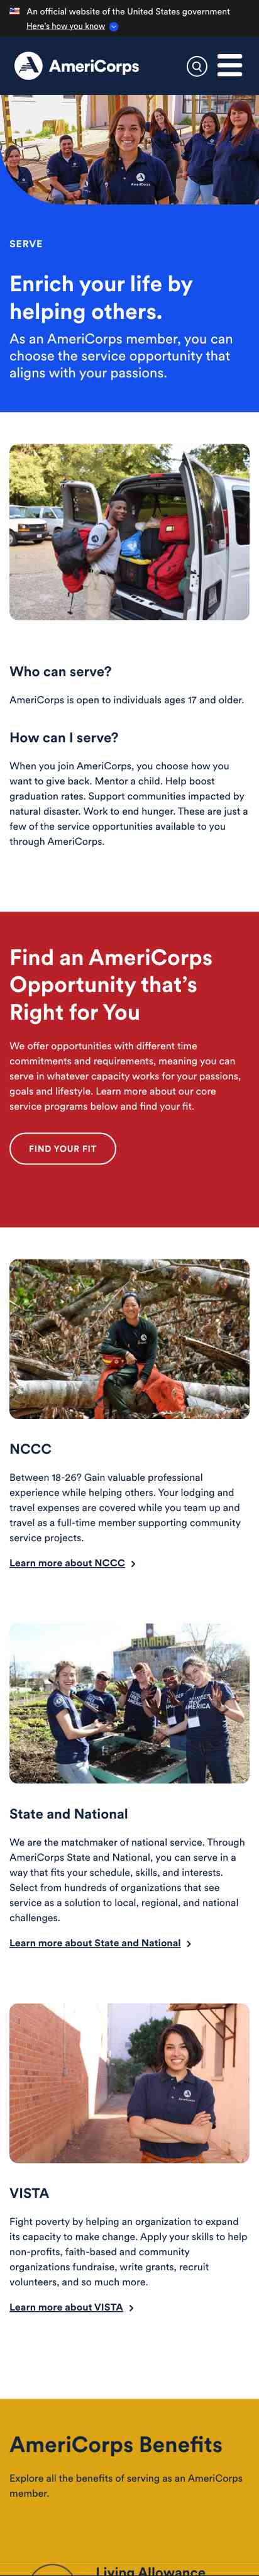 An official website of the United States government
Here's how you know
AmeriCorps
AmeriCorps
SERVE
Enrich your life by
helping others.
As an AmeriCorps member, you can
choose the service opportunity that
aligns with your passions.
Who can serve?
AmeriCorps is open to individuals ages 17 and older.
How can I serve?
When you join AmeriCorps, you choose how you
want to give back. Mentor a child. Help boost
graduation rates. Support communities impacted by
natural disaster. Work to end hunger. These are just a
few of the service opportunities available to you
through AmeriCorps.
Find an AmeriCorps
Opportunity that’s
Right for You
We offer opportunities with different time
commitments and requirements, meaning you can
serve in whatever capacity works for your passions,
goals and lifestyle. Learn more about our core
service programs below and find your fit.
FIND YOUR FIT
NCCC
Between 18-26? Gain valuable professional
experience while helping others. Your lodging and
travel expenses are covered while you team up and
travel as a full-time member supporting community
service projects.
Learn more about NCCC
State and National
We are the matchmaker of national service. Through
AmeriCorps State and National, you can serve in a
way that fits your schedule, skills, and interests.
Select from hundreds of organizations that see
service as a solution to local, regional, and national
challenges.
Learn more about State and National
VISTA
Fight poverty by helping an organization to expand
its capacity to make change. Apply your skills to help
non-profits, faith-based and community
organizations fundraise, write grants, recruit
volunteers, and so much more.
Learn more about VISTA
AmeriCorps Benefits
Explore all the benefits of serving as an AmeriCorps
member.
Living Allowance